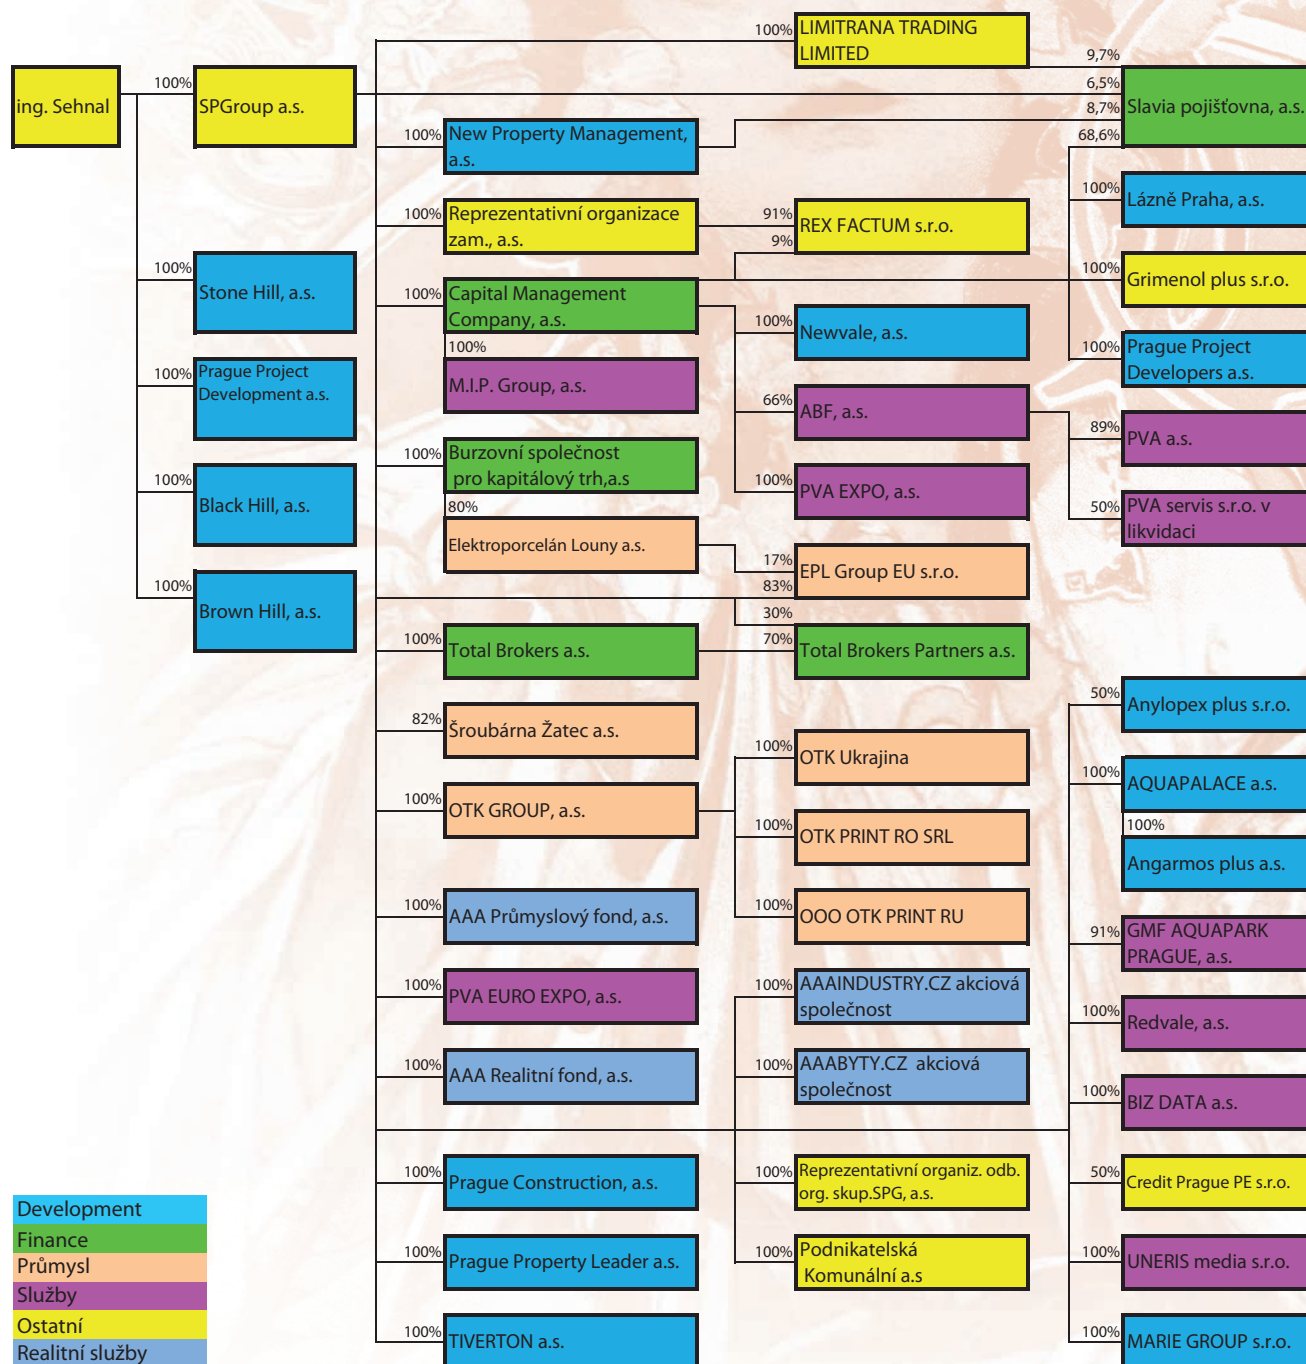 100% LIMITRANA TRADING
LIMITED
9,7%
ing. Sehnal
100% SPGroup a.s.
6,5%
8,7%
68,6%
Slavia pojišťovna, a.s.
100% New Property Management,
a.s.
100% Lázně Praha, a.s.
100% Reprezentativní organizace
zam., a.s.
91%
9%
REX FACTUM s.r.o.
100% Stone Hill, a.s.
100% Capital Management
Company, a.s.
100% Grimenol plus s.r.o.
100% Newvale, a.s.
100% Prague Project
Developers a.s.
100%
M.I.P. Group, a.s.
100% Prague Project
Development a.s.
66% ABF, a.s.
89% PVA a.s.
100% Burzovní společnost
pro kapitálový trh,a.s
100% Black Hill, a.s.
100% PVA EXPO, a.s.
50% PVA servis s.r.o. v
likvidaci
80%
Elektroporcelán Louny a.s.
17%
83%
EPL Group EU s.r.o.
100% Brown Hill, a.s.
30%
70%
100% Total Brokers a.s.
Total Brokers Partners a.s.
50% Anylopex plus s.r.o.
82% Šroubárna Žatec a.s.
100% OTK Ukrajina
100% AQUAPALACE a.s.
100% OTK GROUP, a.s.
100% OTK PRINT RO SRL
100%
Angarmos plus a.s.
100% AAA Průmyslový fond, a.s.
100% OOO OTK PRINT RU
91% GMF AQUAPARK
PRAGUE, a.s.
100% PVA EURO EXPO, a.s.
100% AAAINDUSTRY.CZ akciová
společnost
100% Redvale, a.s.
100% AAA Realitní fond, a.s.
100% AAABYTY.CZ akciová
společnost
100% BIZ DATA a.s.
100% Prague Construction, a.s.
100% Reprezentativní organiz. odb.
org. skup.SPG, a.s.
50% Credit Prague PE s.r.o.
100% Prague Property Leader a.s.
100% Podnikatelská
Komunální a.s
100% UNERIS media s.r.o.
100% TIVERTON a.s.
100% MARIE GROUP s.r.o.
Development
Finance
Průmysl
Služby
Ostatní
Realitní služby